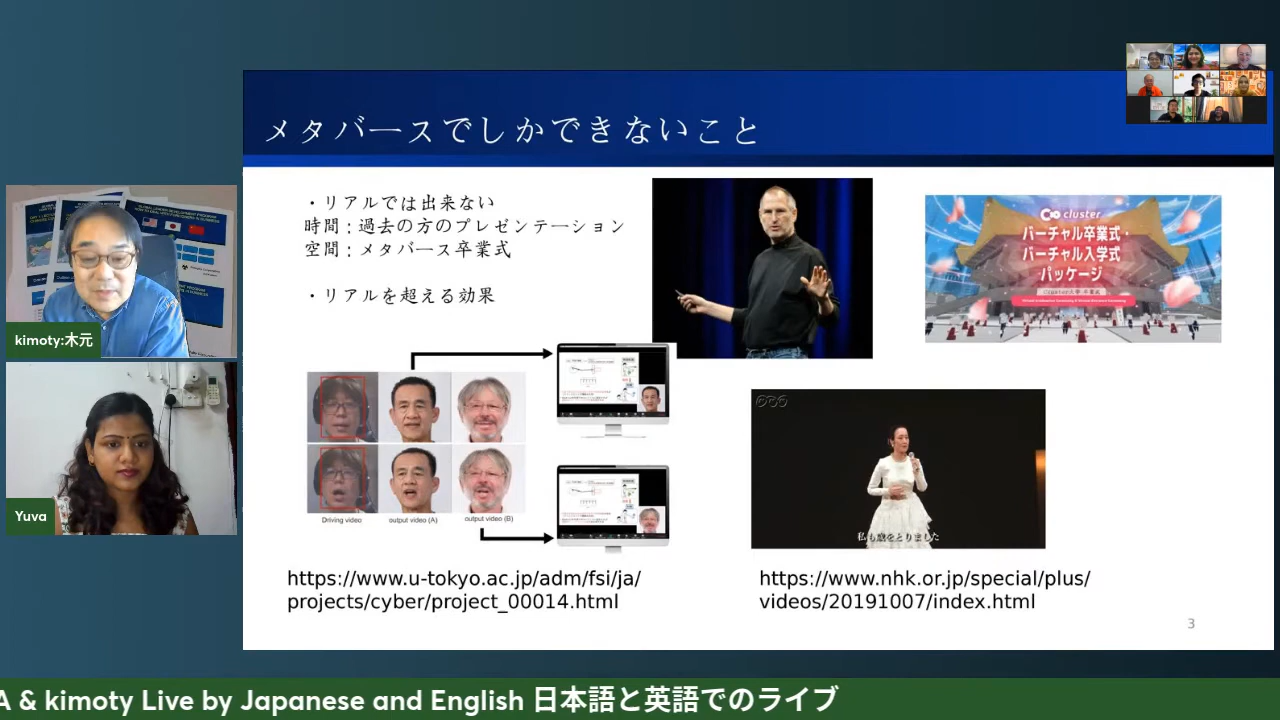 メタバースでしかできないこと
・リアルでは出来ない
時間：過去の方のプレゼンテーション
空間：メタバース卒業式
・リアルを超える効果
cluster
バーチャル卒業式・
バーチャル入学式
パッケージ
Driving video
output video (A)
output video (B)
私も歳をとりました
https://www.u-tokyo.ac.jp/adm/fsi/ja/
projects/cyber/project_00014.html
https://www.nhk.or.jp/special/plus/
videos/20191007/index.html
3
kimoty:木元
Yuva
A & kimoty Live by Japanese and English 日本語と英語でのライブ